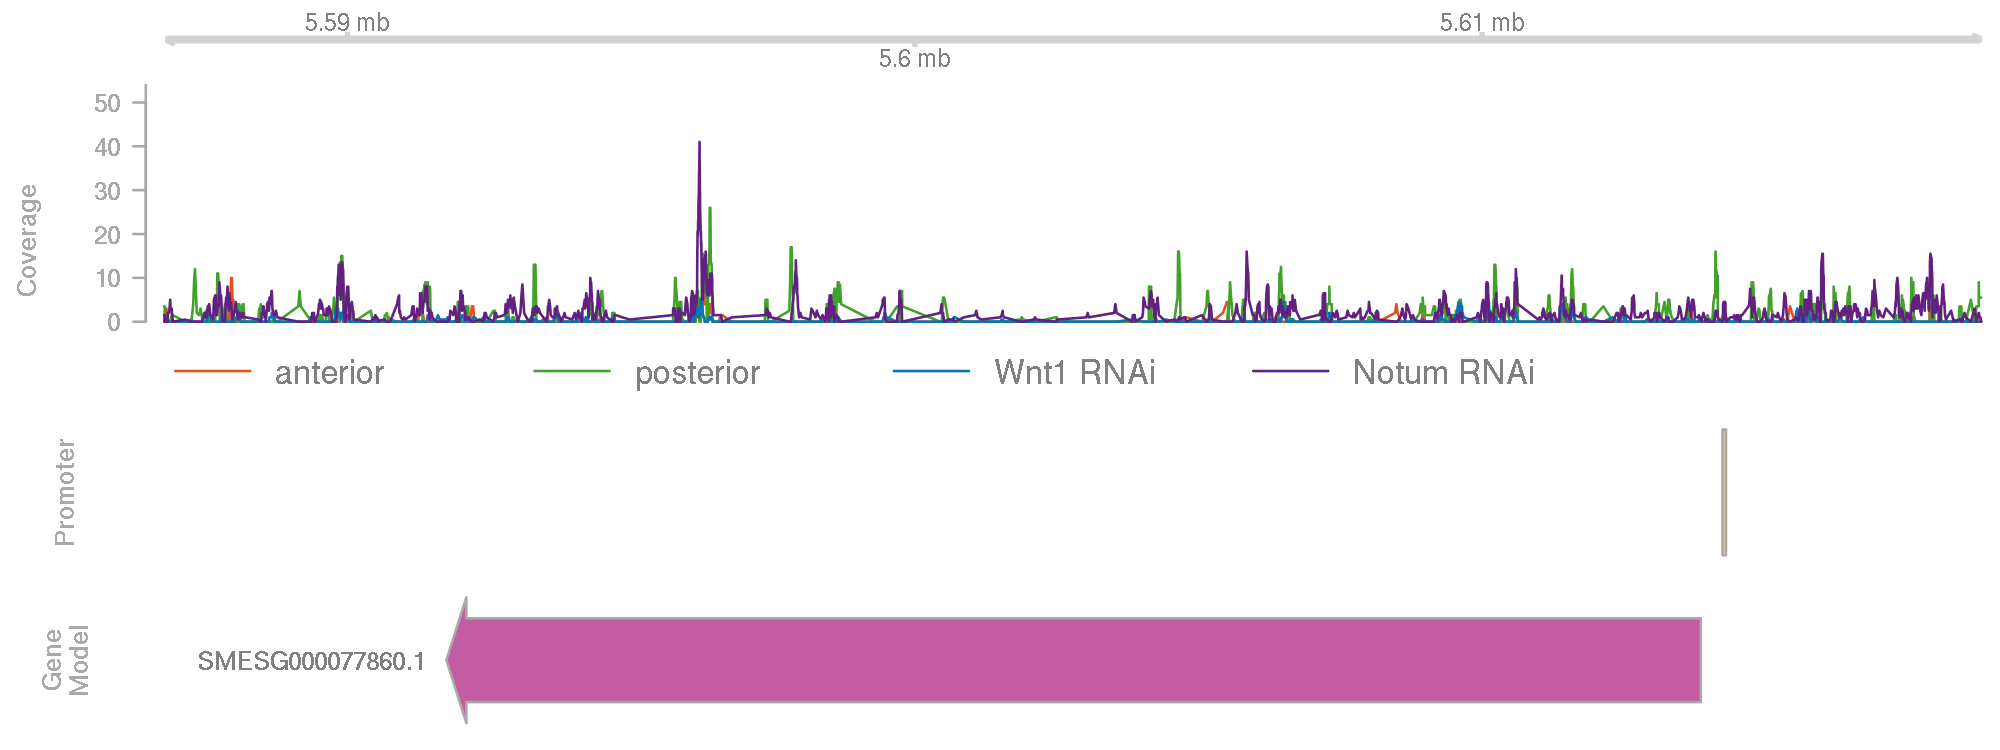 5.59 mb
5.61 mb
5.6 mb
Coverage
50
40
30
20
10
0
anterior
posterior
Wnt1 RNAi
Notum RNAi
Promoter
Gene
Model
SMESG000077860.1